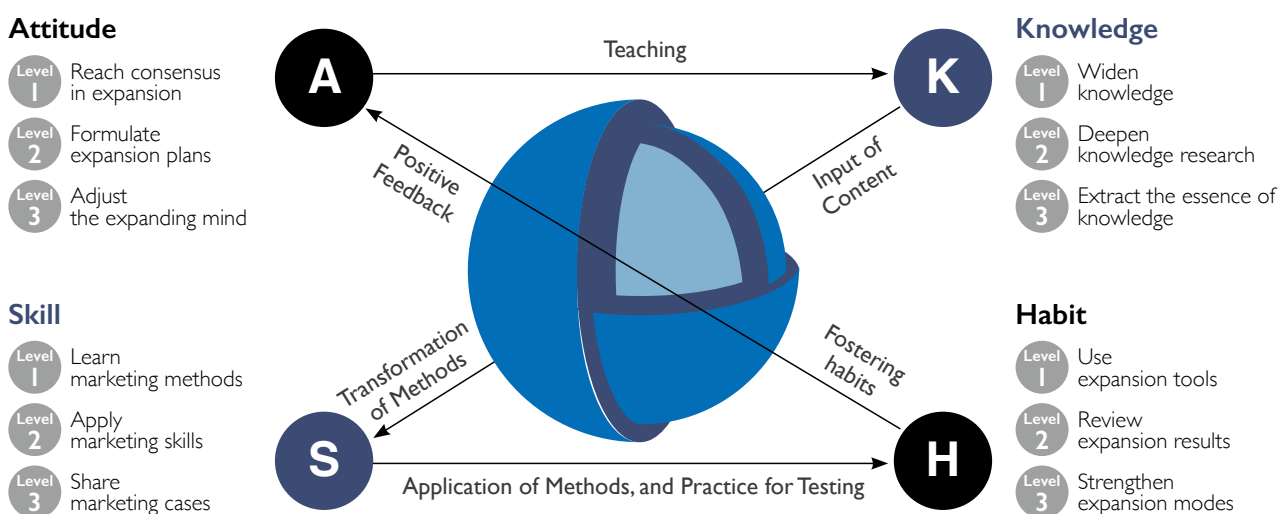 Attitude
Level 1
Reach consensus
in expansion
Level 2
Formulate
expansion plans
Level 3
Adjust
the expanding mind
A
Teaching
K
Knowledge
Level 1
Widen
knowledge
Level 2
Deepen
knowledge research
Level 3
Extract the essence of
knowledge
Positive
Feedback
Input of
Content
Skill
Level 1
Learn
marketing methods
Level 2
Apply
marketing skills
Level 3
Share
marketing cases
Transformation
of Methods
Fostering
habits
S
Application of Methods, and Practice for Testing
H
Habit
Level 1
Use
expansion tools
Level 2
Review
expansion results
Level 3
Strengthen
expansion modes